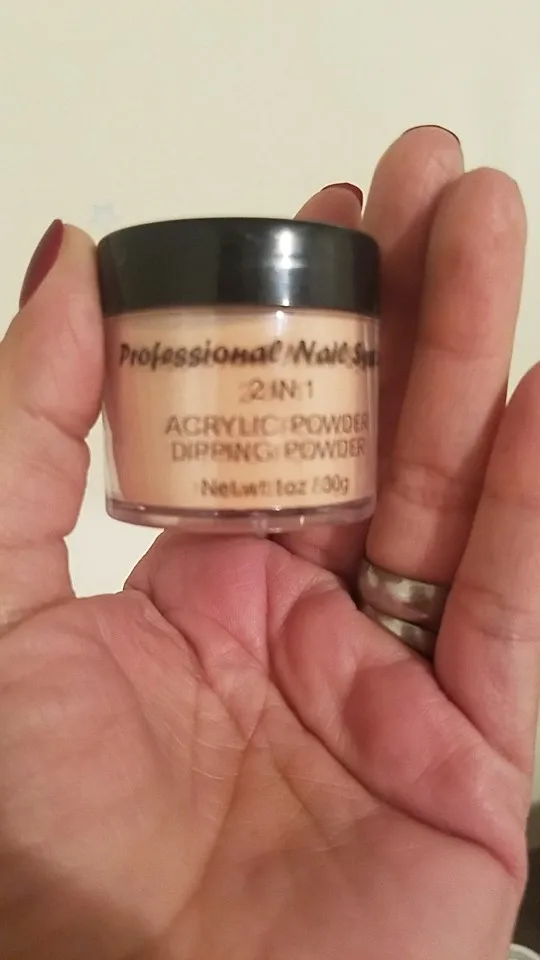 Professional Nail
2 IN 1
ACRYLIC POWDER
DIPPING POWDER
Net.wt: 1oz / 30g